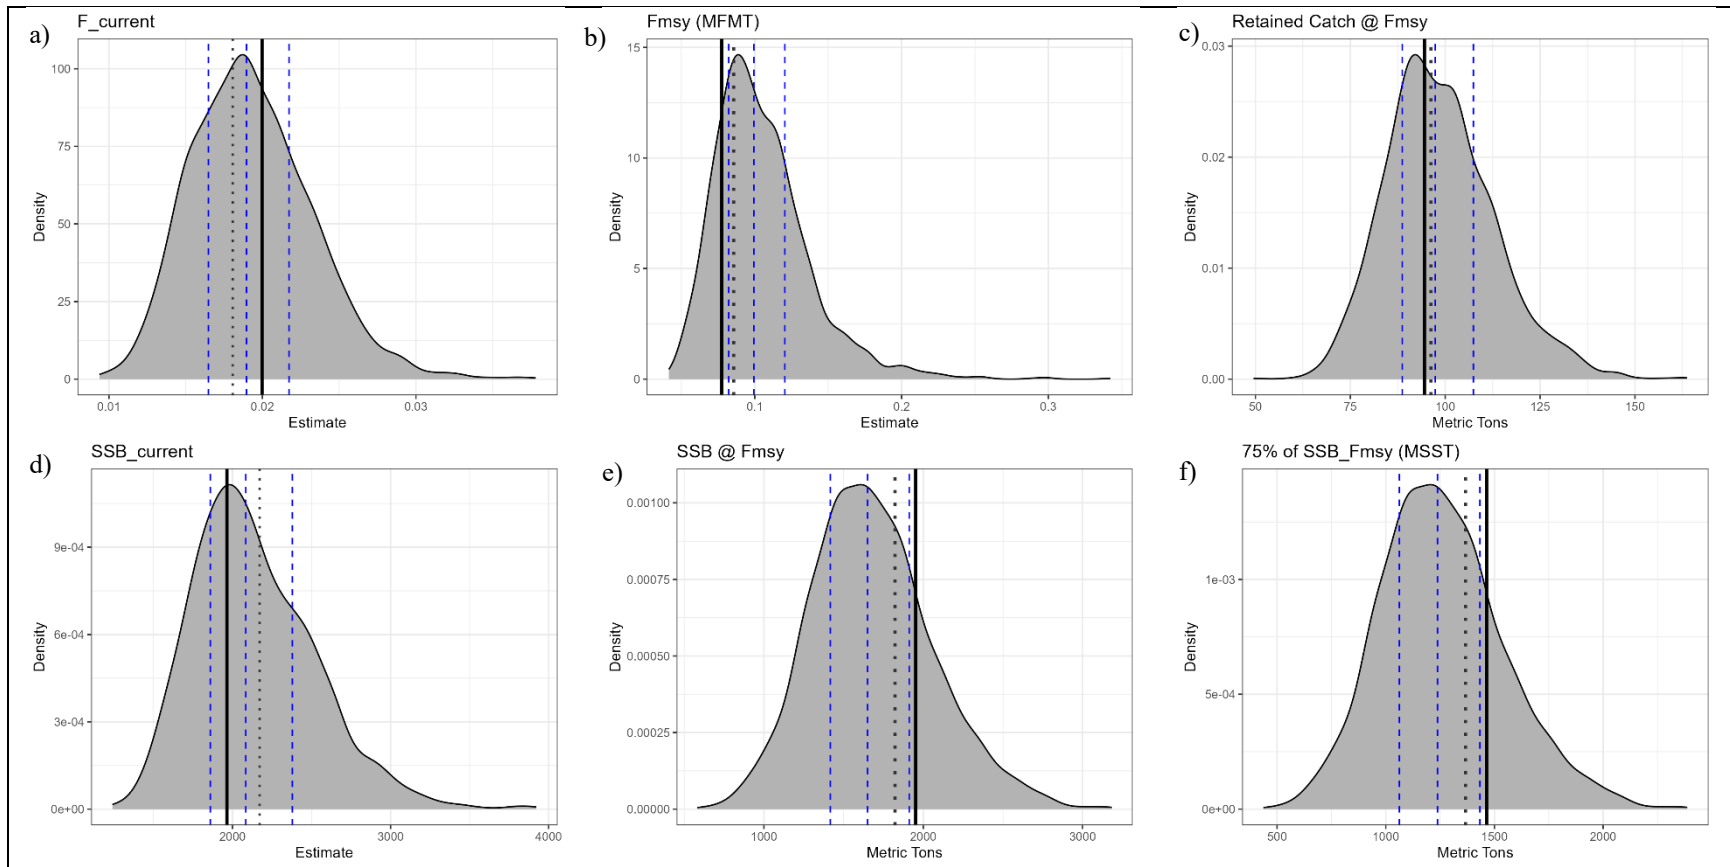 a)
F_current
Density
100
75
50
25
0
0.01
0.02
0.03
Estimate
b)
Fmsy (MFMT)
Density
15
10
5
0
0.1
0.2
0.3
Estimate
c)
Retained Catch @ Fmsy
Density
0.03
0.02
0.01
0.00
50
75
100
125
150
Metric Tons
d)
SSB_current
Density
9e-04
6e-04
3e-04
0e+00
2000
3000
4000
Estimate
e)
SSB @ Fmsy
Density
0.00100
0.00075
0.00050
0.00025
0.00000
1000
2000
3000
Metric Tons
f)
75% of SSB_Fmsy (MSST)
Density
1e-03
5e-04
0e+00
500
1000
1500
2000
Metric Tons